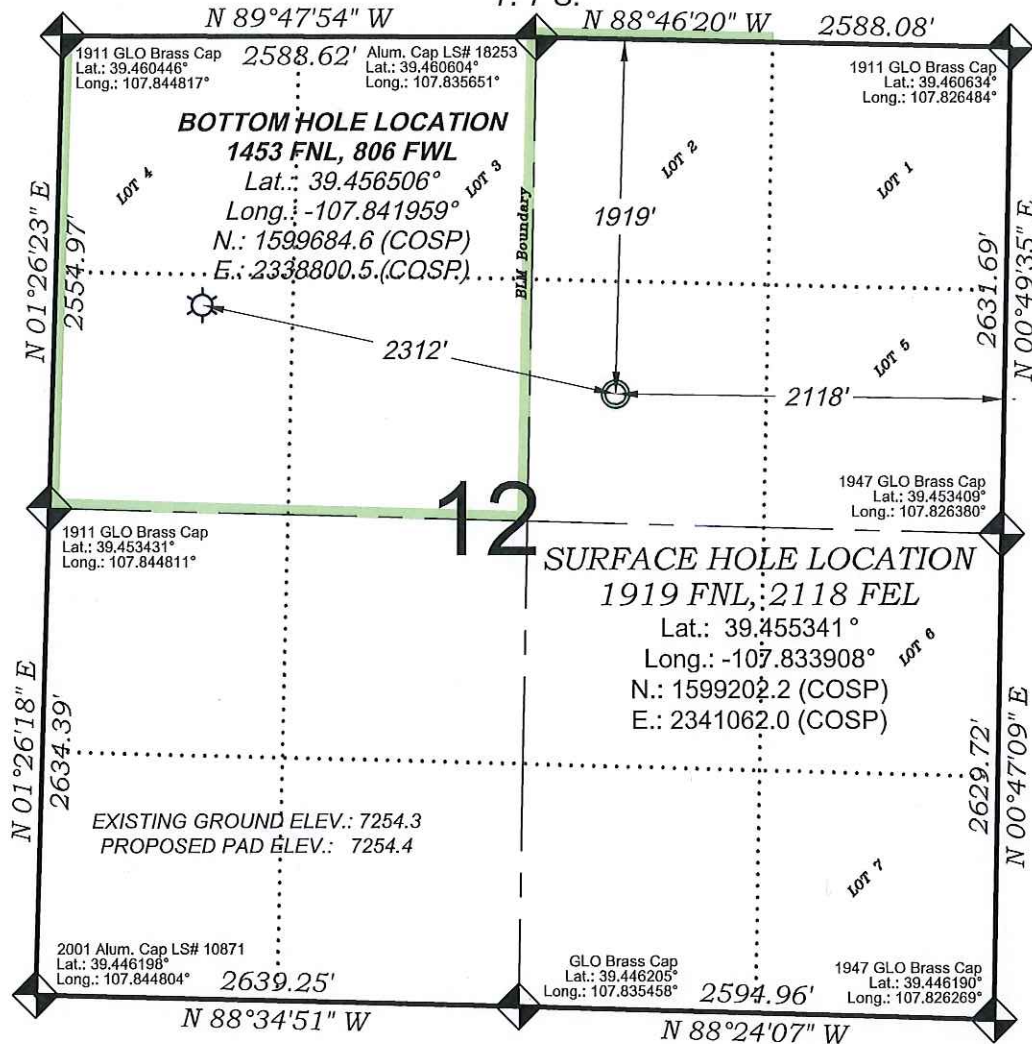 T. 7 S.
N 89°47'54" W
N 88°46'20" W
2588.08'
2588.62'
1911 GLO Brass Cap
Lat.: 39.460446°
Long.: 107.844817°
Alum. Cap LS# 18253
Lat.: 39.460604°
Long.: 107.835651°
1911 GLO Brass Cap
Lat.: 39.460634°
Long.: 107.826484°
BOTTOM HOLE LOCATION
1453 FNL, 806 FWL
Lat.: 39.456506°
Long.: -107.841959°
N.: 1599684.6 (COSP)
E.: 2338800.5 (COSP)
LOT 4
LOT 3
LOT 2
LOT 1
N 01°26'23" E
2554.97'
BLM Boundary
1919'
2631.69'
N 00°49'35" E
2312'
LOT 5
2118'
1947 GLO Brass Cap
Lat.: 39.453409°
Long.: 107.826380°
12
1911 GLO Brass Cap
Lat.: 39.453431°
Long.: 107.844811°
SURFACE HOLE LOCATION
1919 FNL, 2118 FEL
Lat.: 39.455341°
Long.: -107.833908°
N.: 1599202.2 (COSP)
E.: 2341062.0 (COSP)
LOT 6
N 01°26'18" E
2634.39'
2629.72'
N 00°47'09" E
EXISTING GROUND ELEV.: 7254.3
PROPOSED PAD ELEV.: 7254.4
LOT 7
2001 Alum. Cap LS# 10871
Lat.: 39.446198°
Long.: 107.844804°
2639.25'
GLO Brass Cap
Lat.: 39.446205°
Long.: 107.835458°
2594.96'
1947 GLO Brass Cap
Lat.: 39.446190°
Long.: 107.826269°
N 88°34'51" W
N 88°24'07" W